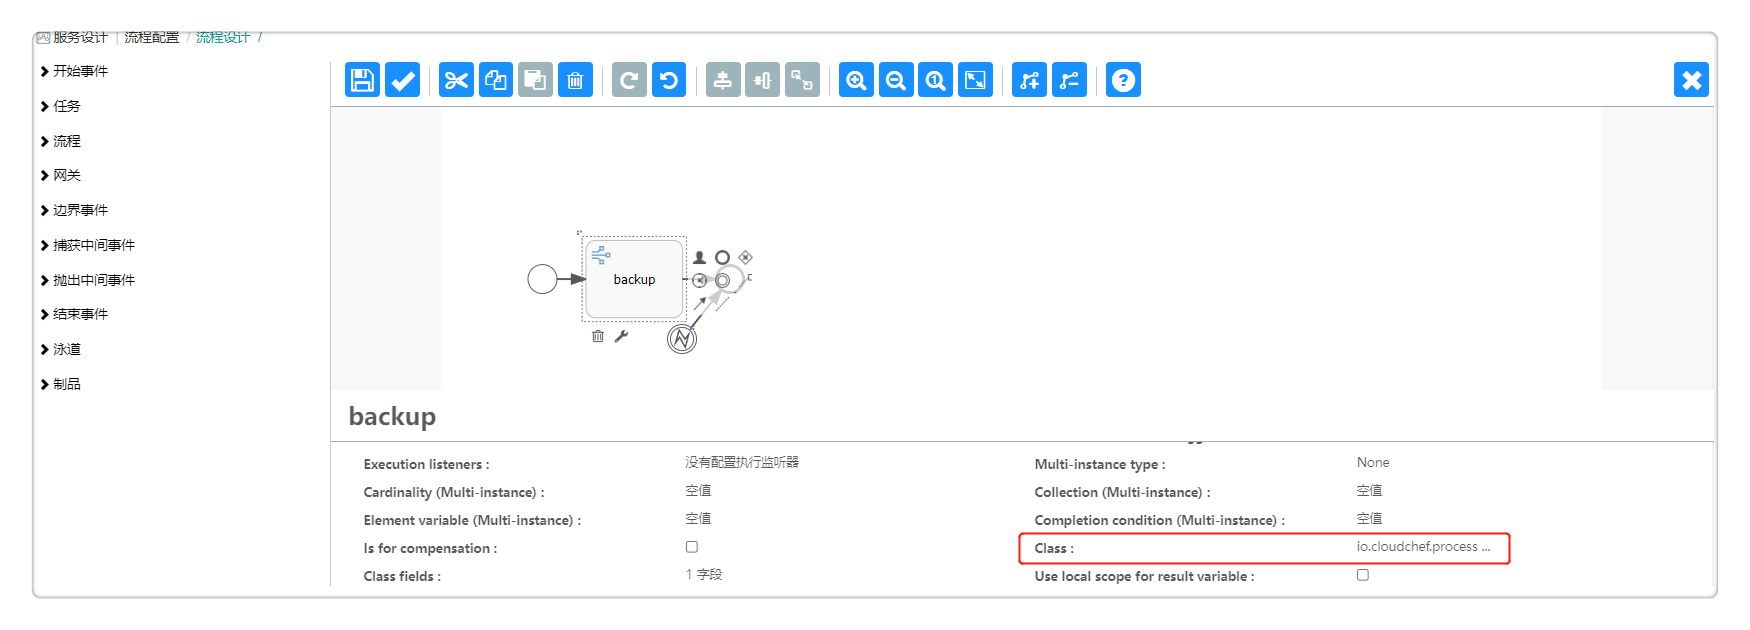 服务设计 | 流程配置 / 流程设计 /
开始事件
任务
流程
网关
边界事件
捕获中间事件
抛出中间事件
结束事件
泳道
制品
backup
backup
Execution listeners : 没有配置执行监听器 Multi-instance type : None
Cardinality (Multi-instance) : 空值 Collection (Multi-instance) : 空值
Element variable (Multi-instance) : 空值 Completion condition (Multi-instance) : 空值
Is for compensation : Class : io.cloudchef.process ...
Class fields : 1 字段 Use local scope for result variable :